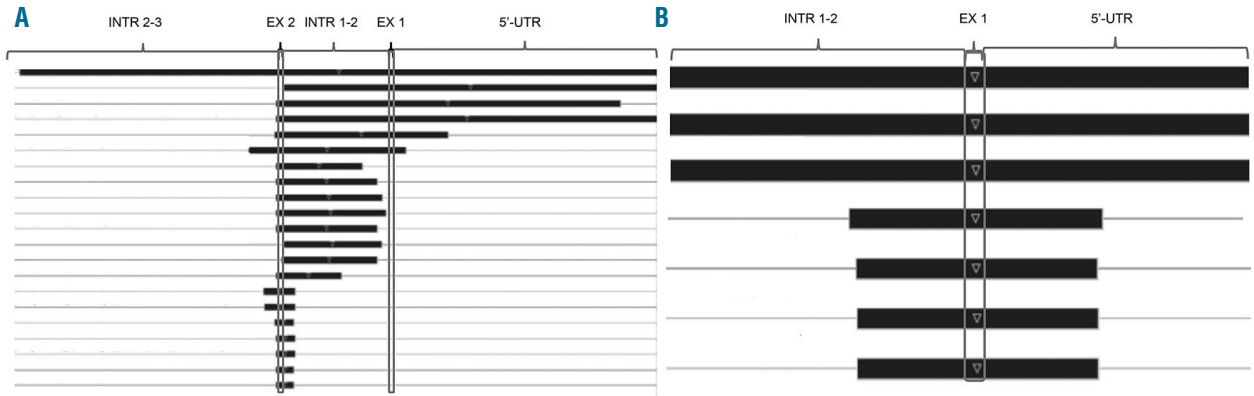 A INTR 2-3 EX 2 INTR 1-2 EX 1 5'-UTR
B INTR 1-2 EX 1 5'-UTR